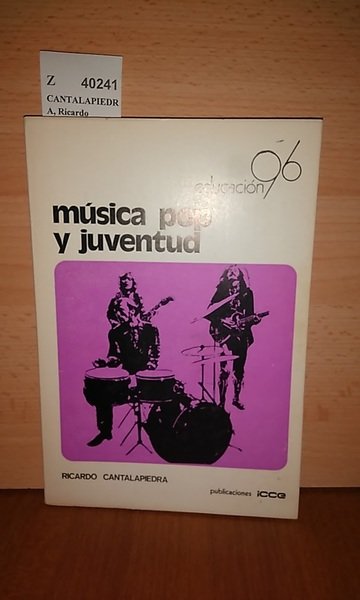 Z 40241
CANTALAPIEDR
A, Ricardo
educación 96
música pop
y juventud
RICARDO CANTALAPIEDRA
publicaciones icce